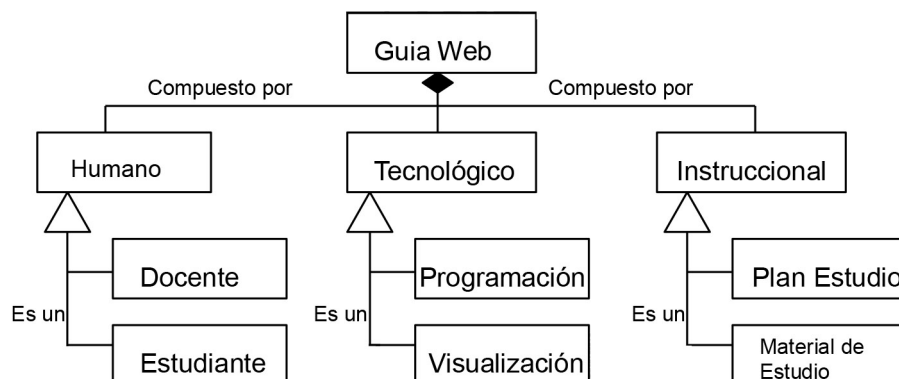 Guia Web
Compuesto por
Compuesto por
Humano
Tecnológico
Instruccional
Docente
Programación
Plan Estudio
Es un
Es un
Es un
Estudiante
Visualización
Material de
Estudio